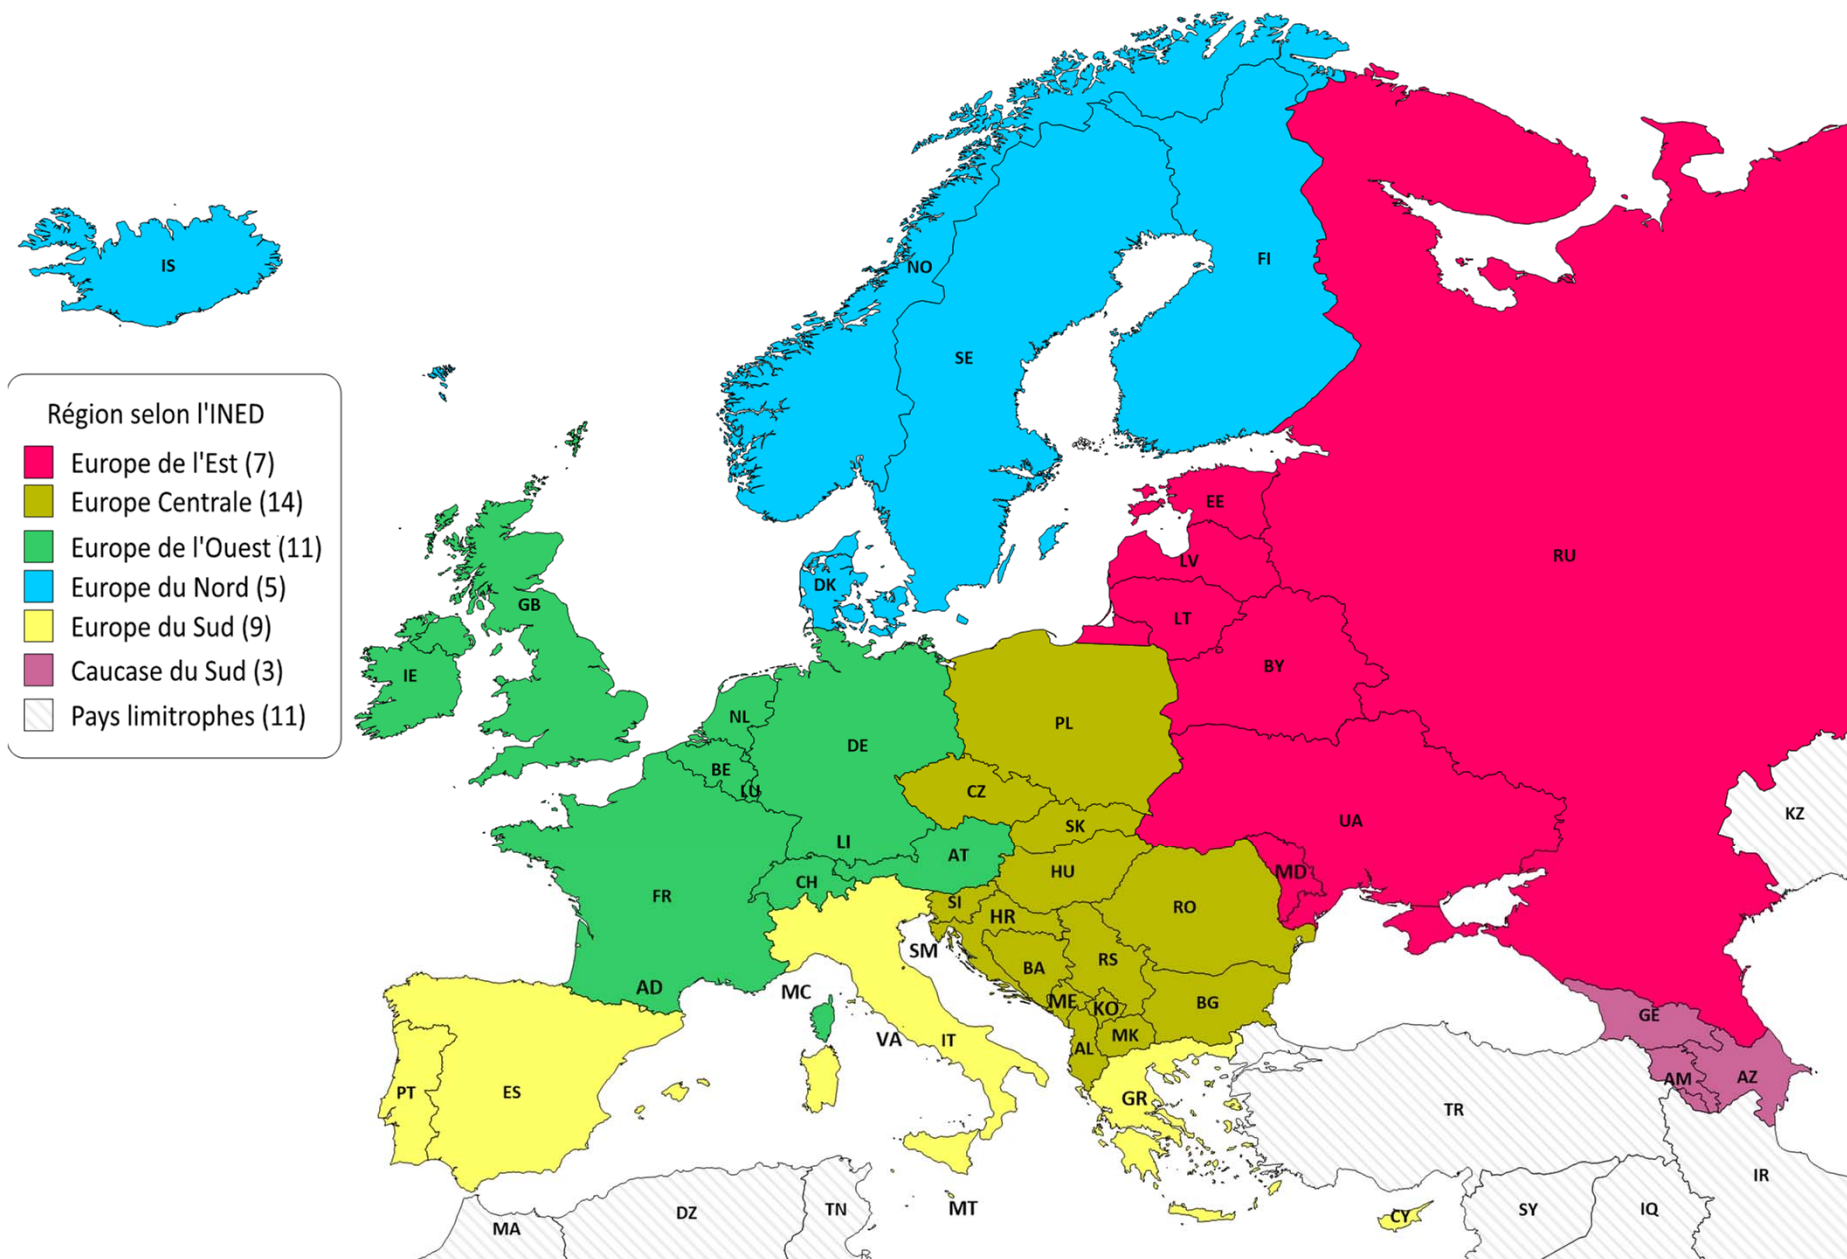 IS
NO
FI
SE
Région selon l'INED
Europe de l'Est (7)
Europe Centrale (14)
Europe de l'Ouest (11)
Europe du Nord (5)
Europe du Sud (9)
Caucase du Sud (3)
Pays limitrophes (11)
EE
RU
LV
DK
GB
LT
BY
IE
NL
PL
DE
BE
LU
CZ
KZ
UA
SK
LI
AT
MD
HU
CH
FR
SI
RO
HR
SM
RS
BA
AD
MC
ME
KO
BG
GE
MK
VA
IT
AL
AM
AZ
PT
ES
GR
TR
IR
MT
TN
DZ
CY
SY
IQ
MA